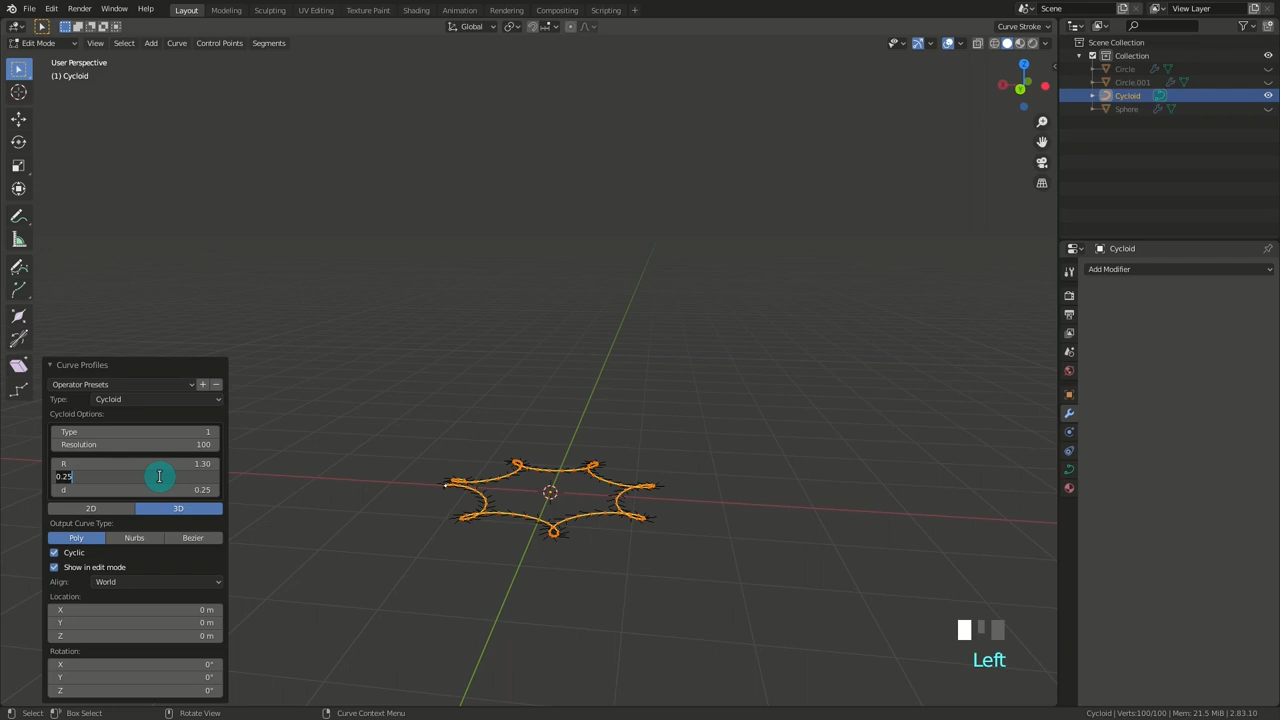 File Edit Render Window Help Layout Modeling Sculpting UV Editing Texture Paint Shading Animation Rendering Compositing Scripting + Scene View Layer
Global Curve Stroke
Edit Mode View Select Add Curve Control Points Segments
Scene Collection
Collection
Circle
Circle.001
Cycloid
Sphere
User Perspective
(1) Cycloid
Z
Y
Cycloid
Add Modifier
Curve Profiles
Operator Presets
Type: Cycloid
Cycloid Options:
Type 1
Resolution 100
R 1.30
0.25
d 0.25
2D 3D
Output Curve Type:
Poly Nurbs Bezier
Cyclic
Show in edit mode
Align: World
Location:
X 0 m
Y 0 m
Z 0 m
Rotation:
X 0°
Y 0°
Z 0°
Left
Select Box Select Rotate View Curve Context Menu Cycloid | Verts:100/100 | Mem: 21.5 MiB | 2.83.10